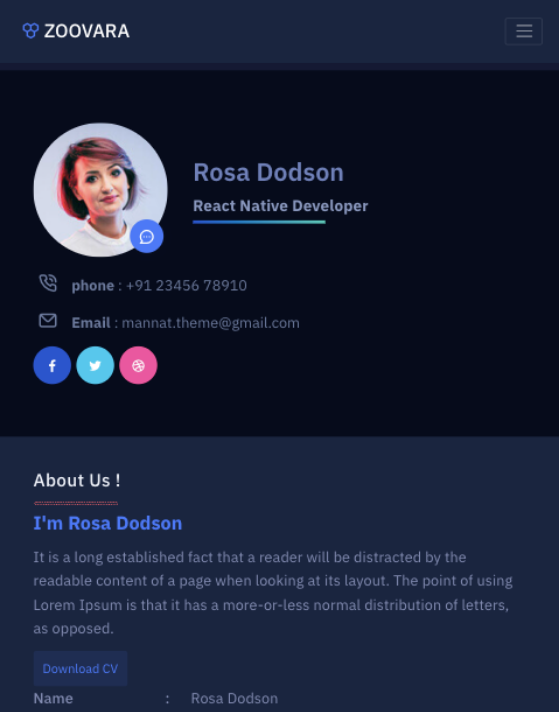 ZOOVARA
Rosa Dodson
React Native Developer
phone : +91 23456 78910
Email : mannat.theme@gmail.com
About Us !
I'm Rosa Dodson
It is a long established fact that a reader will be distracted by the
readable content of a page when looking at its layout. The point of using
Lorem Ipsum is that it has a more-or-less normal distribution of letters,
as opposed.
Download CV
Name : Rosa Dodson